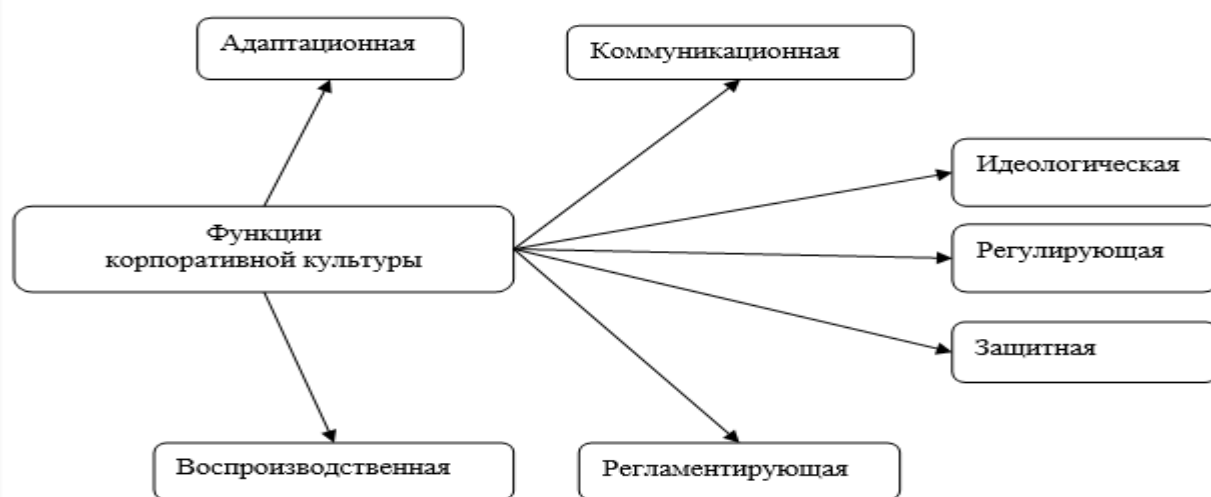 Адаптационная
Коммуникационная
Идеологическая
Функции
корпоративной культуры
Регулирующая
Защитная
Воспроизводственная
Регламентирующая